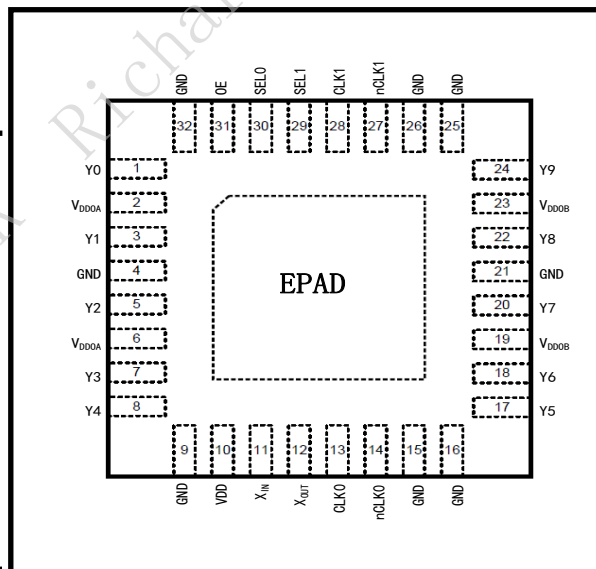 Richar
GND OE SEL0 SEL1 CLK1 nCLK1 GND GND
32 31 30 29 28 27 26 25
Y0 1 24 Y9
VDDOA 2 23 VDDOB
Y1 3 22 Y8
GND 4 21 GND
EPAD
Y2 5 20 Y7
VDDOA 6 19 VDDOB
Y3 7 18 Y6
Y4 8 17 Y5
9 10 11 12 13 14 15 16
GND VDD XIN XOUT CLK0 nCLK0 GND GND